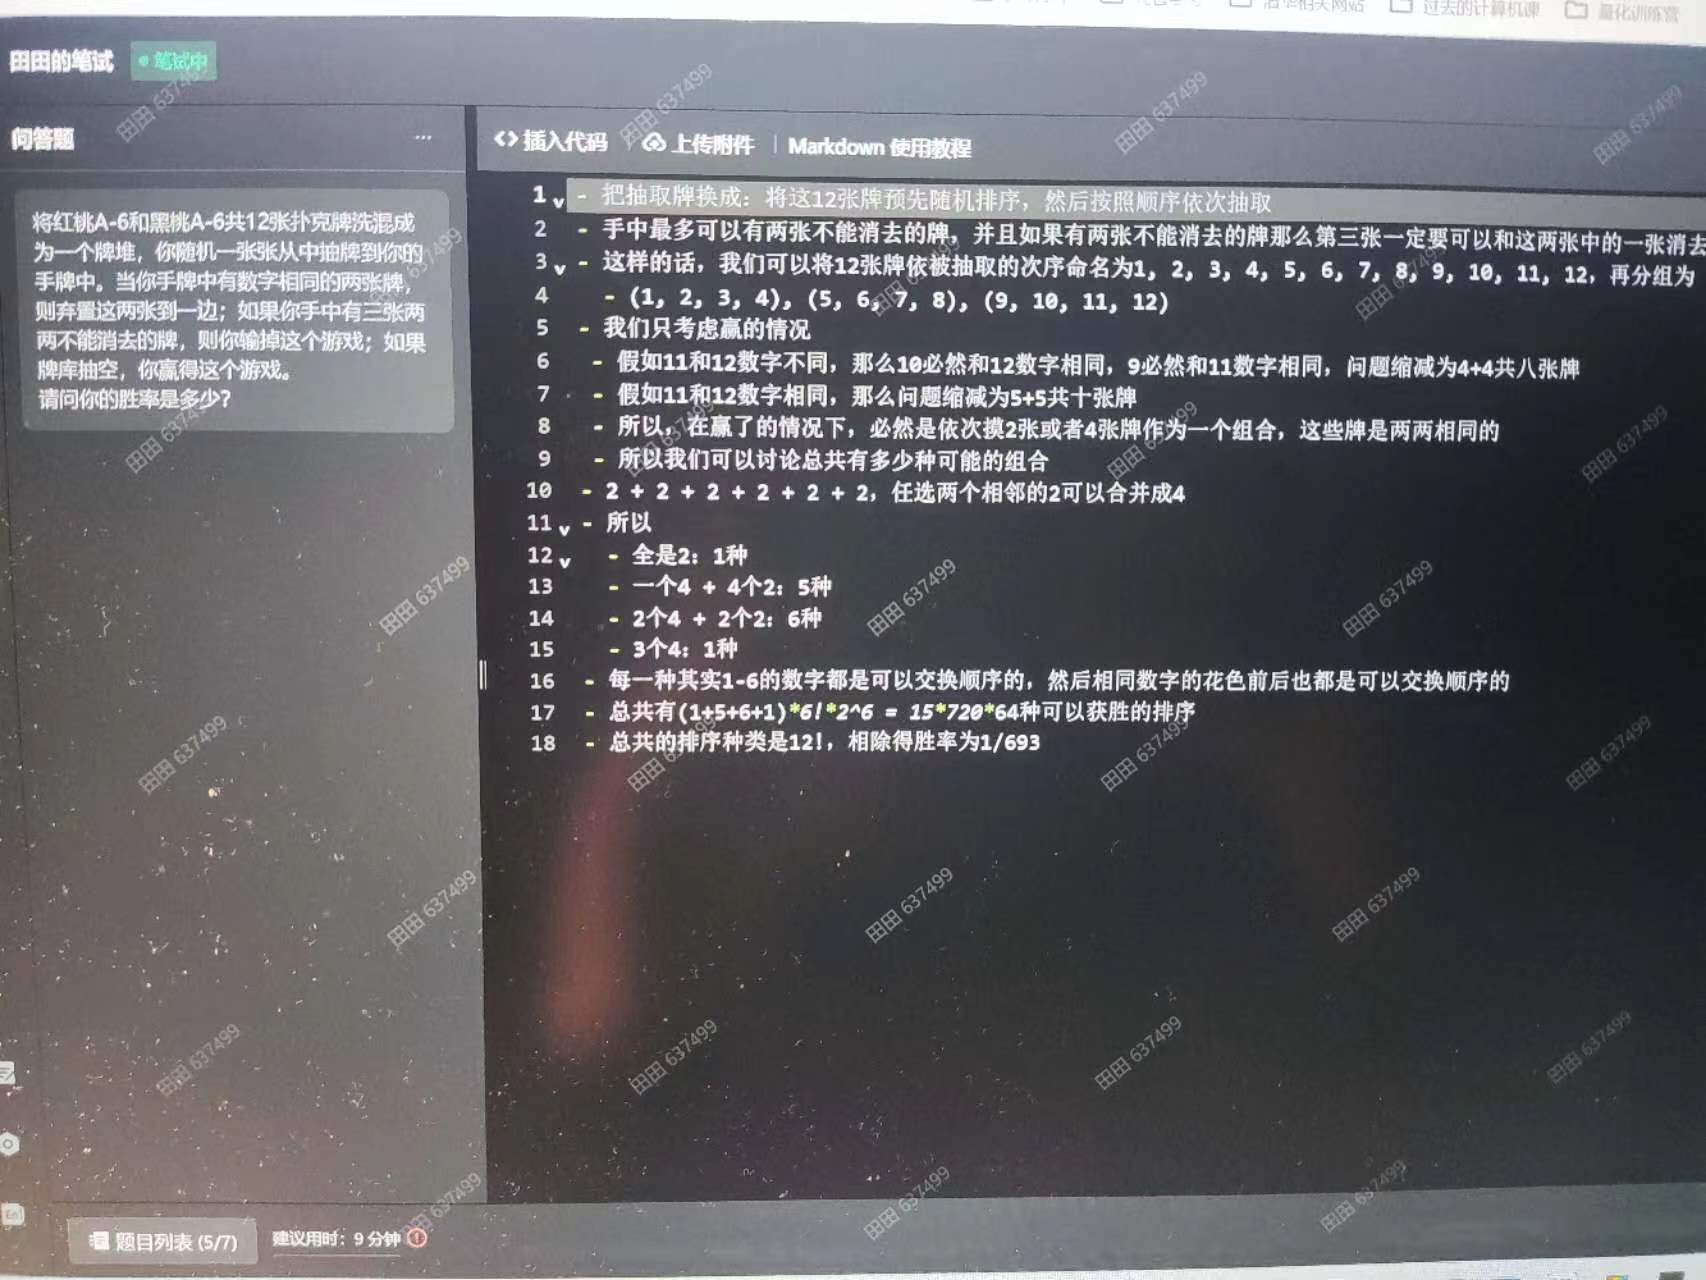 过去的计算机课
量化训练营
田田的笔试
笔试中
问答题
...
将红桃A-6和黑桃A-6共12张扑克牌洗混成
为一个牌堆，你随机一张张从中抽牌到你的
手牌中。当你手牌中有数字相同的两张牌，
则弃置这两张到一边；如果你手中有三张两
两不能消去的牌，则你输掉这个游戏；如果
牌库抽空，你赢得这个游戏。
请问你的胜率是多少？
<> 插入代码 上传附件 | Markdown 使用教程
1 - 把抽取牌换成：将这12张牌预先随机排序，然后按照顺序依次抽取
2 - 手中最多可以有两张不能消去的牌，并且如果有两张不能消去的牌那么第三张一定要可以和这两张中的一张消去
3 - 这样的话，我们可以将12张牌依被抽取的次序命名为1, 2, 3, 4, 5, 6, 7, 8, 9, 10, 11, 12，再分组为
4 - (1, 2, 3, 4), (5, 6, 7, 8), (9, 10, 11, 12)
5 - 我们只考虑赢的情况
6 - 假如11和12数字不同，那么10必然和12数字相同，9必然和11数字相同，问题缩减为4+4共八张牌
7 - 假如11和12数字相同，那么问题缩减为5+5共十张牌
8 - 所以，在赢了的情况下，必然是依次摸2张或者4张牌作为一个组合，这些牌是两两相同的
9 - 所以我们可以讨论总共有多少种可能的组合
10 - 2 + 2 + 2 + 2 + 2 + 2，任选两个相邻的2可以合并成4
11 - 所以
12 - 全是2：1种
13 - 一个4 + 4个2：5种
14 - 2个4 + 2个2：6种
15 - 3个4：1种
16 - 每一种其实1-6的数字都是可以交换顺序的，然后相同数字的花色前后也都是可以交换顺序的
17 - 总共有(1+5+6+1)*6!*2^6 = 15*720*64种可以获胜的排序
18 - 总共的排序种类是12!，相除得胜率为1/693
题目列表 (5/7)
建议用时：9 分钟
田田 637499